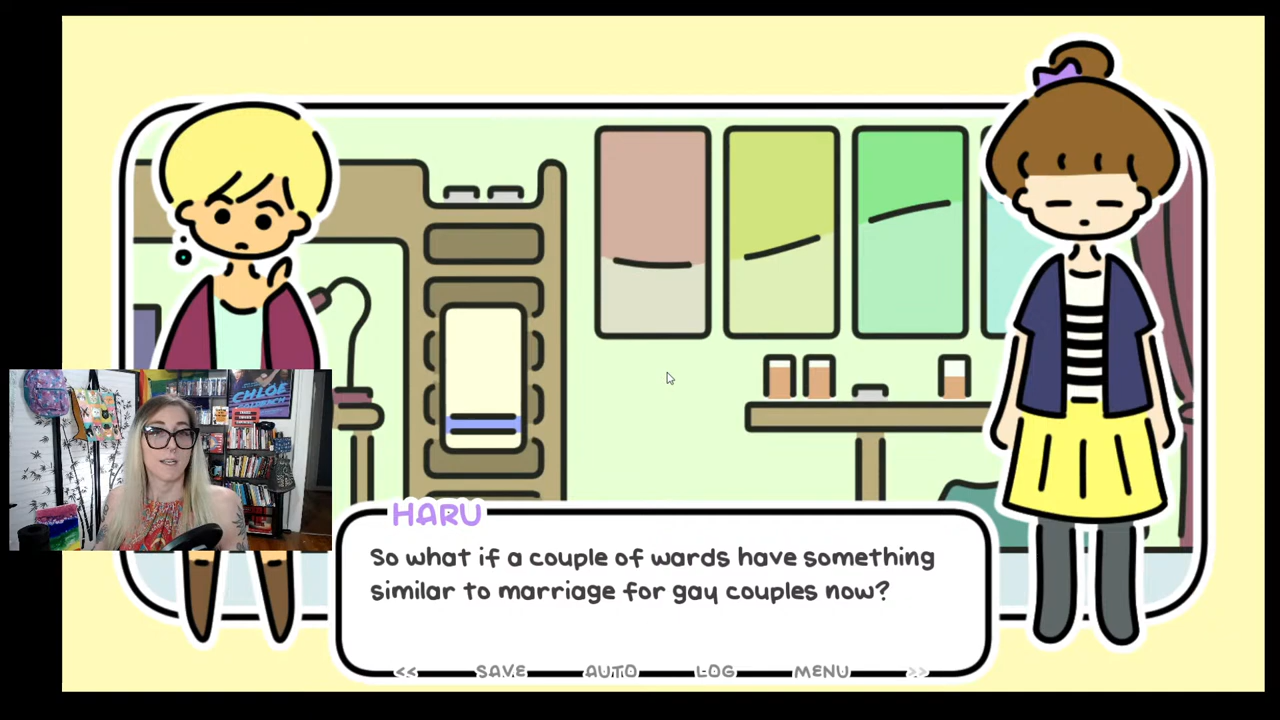 CHLOE
HARU
So what if a couple of wards have something
similar to marriage for gay couples now?
<< SAVE AUTO LOG MENU >>